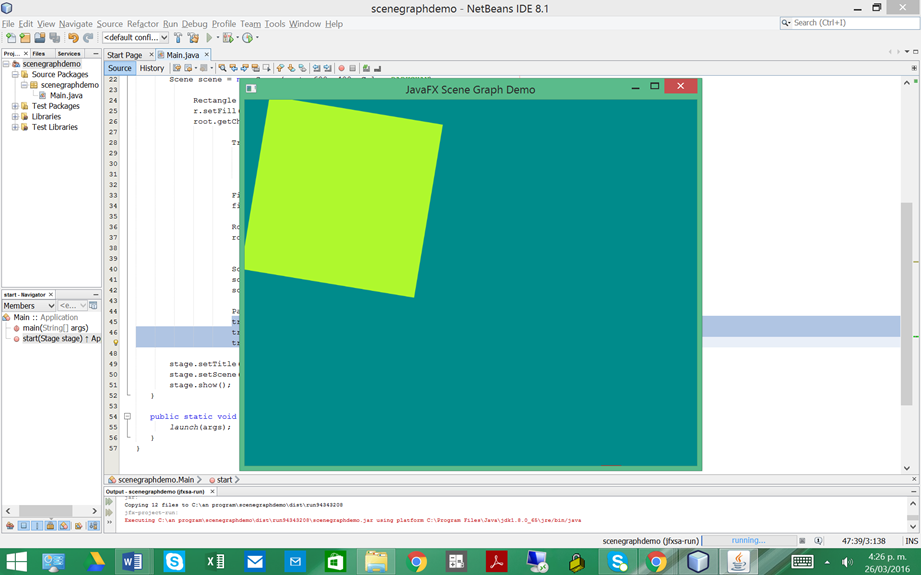 scenegraphdemo - NetBeans IDE 8.1
File Edit View Navigate Source Refactor Run Debug Profile Team Tools Window Help
Search (Ctrl+I)
<default confi...
Proj... Files Services
Start Page Main.java
scenegraphdemo
Source Packages
scenegraphdemo
Main.java
Test Packages
Libraries
Test Libraries
Source History
22 Scene scene =
23
24 Rectangle
25 r.setFill
26 root.getCh
27
28 Tr
29
30
31
32
33 Fi
34 fi
35
36 Ro
37 ro
38
39
40 Sc
41 sc
42 sc
43
44 Pa
45 tr
46 tr
tr
48
49 stage.setTitle
50 stage.setScene
51 stage.show();
52 }
53
54 public static void
55 launch(args);
56 }
57 }
JavaFX Scene Graph Demo
start - Navigator
Members <e...
Main :: Application
main(String[] args)
start(Stage stage) ↑ Ap
scenegraphdemo.Main start
Output - scenegraphdemo (jfxsa-run)
jar:
Copying 12 files to C:\an program\scenegraphdemo\dist\run94343208
jfx-project-run:
Executing C:\an program\scenegraphdemo\dist\run94343208\scenegraphdemo.jar using platform C:\Program Files\Java\jdk1.8.0_65\jre/bin/java
scenegraphdemo (jfxsa-run) running... 47:39/3:138 INS
4:26 p. m.
26/03/2016